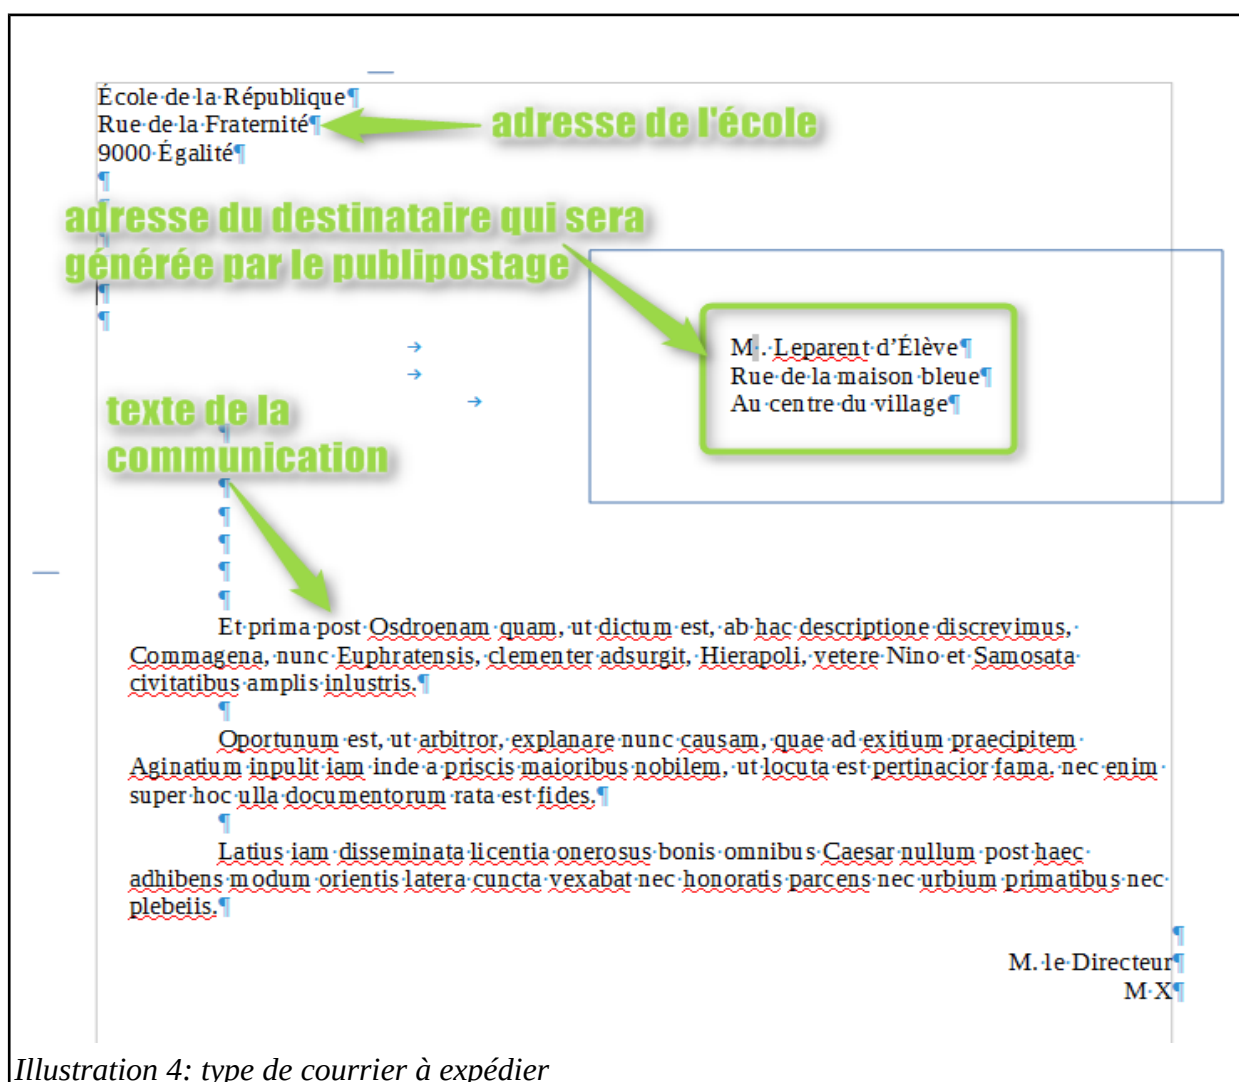 École de la République¶
Rue de la Fraternité¶
adresse de l'école
9000 Égalité¶
¶
adresse du destinataire qui sera
générée par le publipostage
¶
¶
M . Leparent d’Élève¶
Rue de la maison bleue¶
Au centre du village¶
texte de la
communication
¶
¶
¶
¶
¶
¶
Et prima post Osdroenam quam, ut dictum est, ab hac descriptione discrevimus,
Commagena, nunc Euphratensis, clementer adsurgit, Hierapoli, vetere Nino et Samosata
civitatibus amplis inlustris.¶
¶
Oportunum est, ut arbitror, explanare nunc causam, quae ad exitium praecipitem
Aginatium inpulit iam inde a priscis maioribus nobilem, ut locuta est pertinacior fama. nec enim
super hoc ulla documentorum rata est fides.¶
¶
Latius iam disseminata licentia onerosus bonis omnibus Caesar nullum post haec
adhibens modum orientis latera cuncta vexabat nec honoratis parcens nec urbium primatibus nec
plebeiis.¶
¶
M. le Directeur¶
M X¶
Illustration 4: type de courrier à expédier